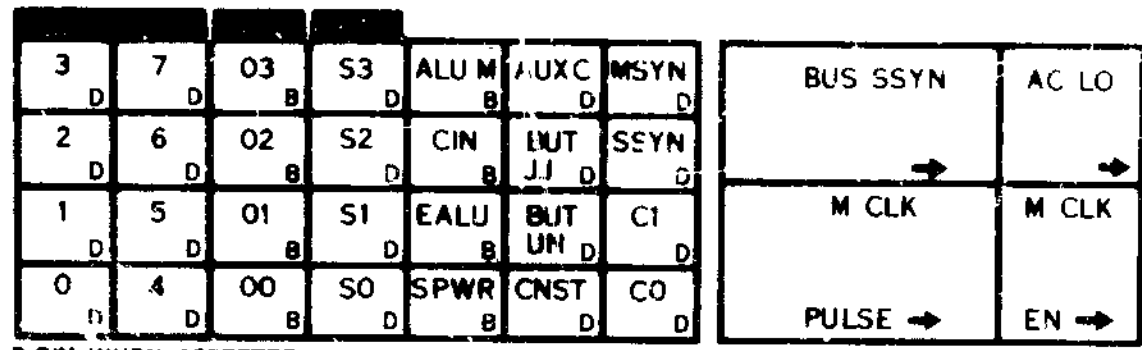 3 7 03 S3 ALU M AUXC MSYN BUS SSYN AC LO
D D B D B D D
2 6 02 S2 CIN BUT SSYN
D D B D B D D
1 5 01 S1 EALU BUT C1 M CLK M CLK
D D B D B UN D D
0 4 00 S0 SPWR CNST C0
D D B D B D D PULSE EN
WHEN